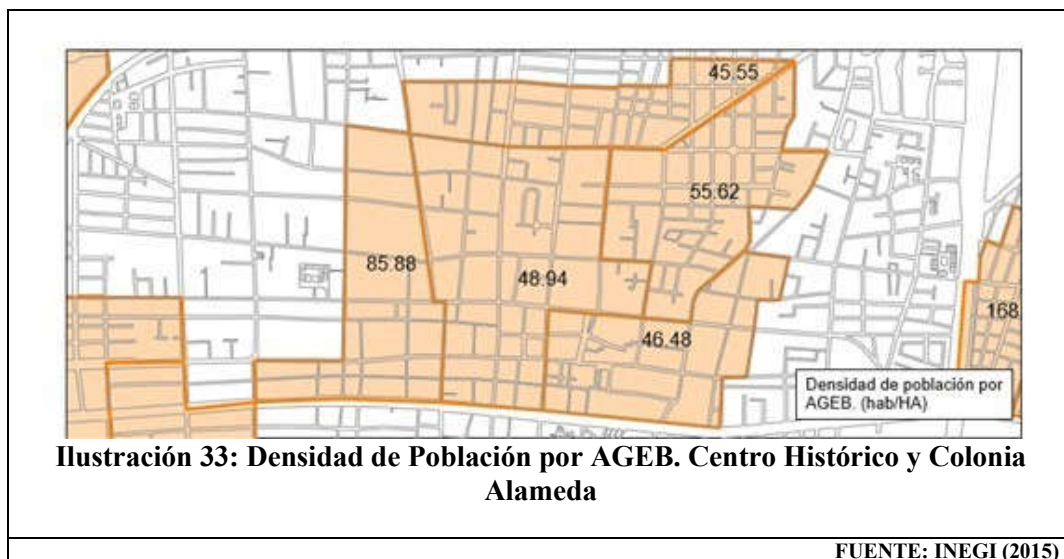 45.55
55.62
85.88
48.94
46.48
168
Densidad de población por
AGEB. (hab/HA)
Ilustración 33: Densidad de Población por AGEB. Centro Histórico y Colonia
Alameda
FUENTE: INEGI (2015)